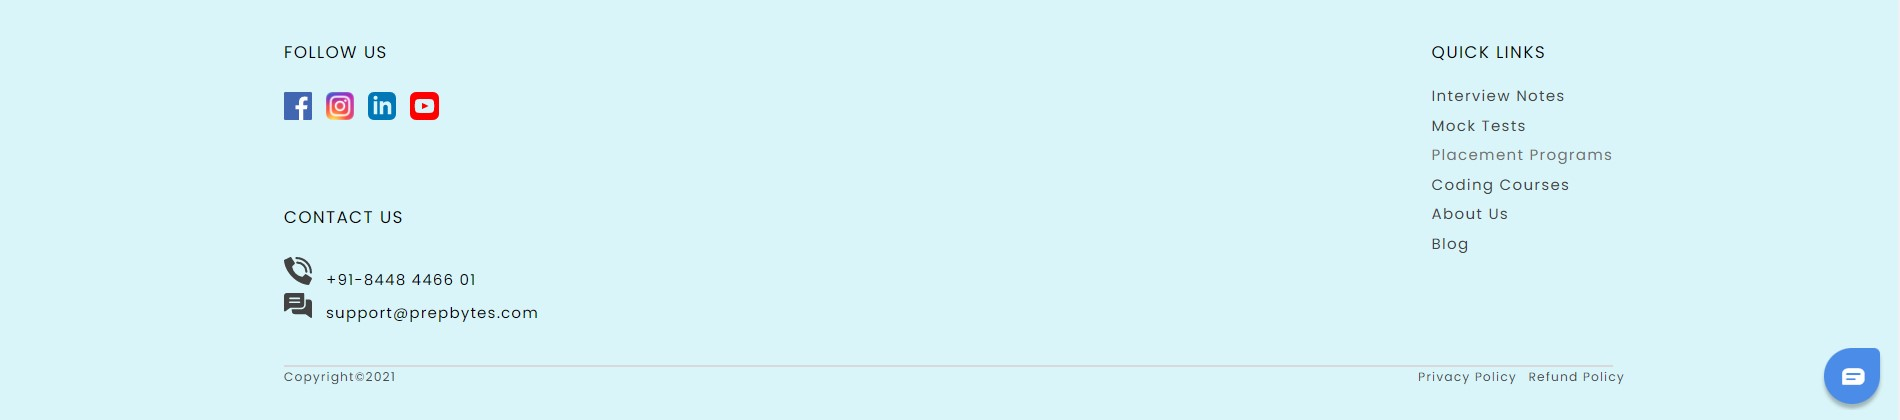 FOLLOW US
CONTACT US
+91-8448 4466 01
support@prepbytes.com
QUICK LINKS
Interview Notes
Mock Tests
Placement Programs
Coding Courses
About Us
Blog
Copyright©2021
Privacy Policy Refund Policy